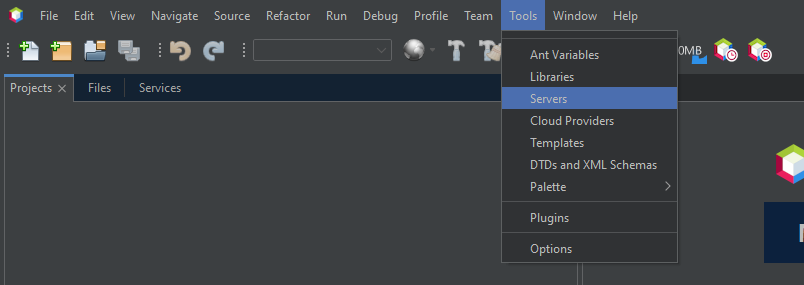 File Edit View Navigate Source Refactor Run Debug Profile Team Tools Window Help
0MB
Projects Files Services
Ant Variables
Libraries
Servers
Cloud Providers
Templates
DTDs and XML Schemas
Palette
Plugins
Options